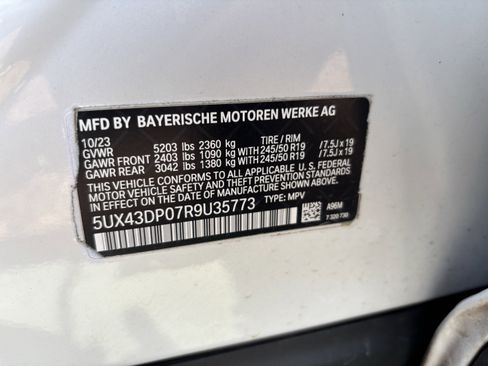 MFD BY BAYERISCHE MOTOREN WERKE AG
10/23 TIRE / RIM
GVWR 5203 lbs 2360 kg
GAWR FRONT 2403 lbs 1090 kg WITH 245/50 R19 / 7.5J x 19
GAWR REAR 3042 lbs 1380 kg WITH 245/50 R19 / 7.5J x 19
THIS VEHICLE CONFORMS TO ALL APPLICABLE U.S. FEDERAL
MOTOR VEHICLE SAFETY AND THEFT PREVENTION STANDARDS
IN EFFECT ON THE DATE OF MANUFACTURE SHOWN ABOVE.
5UX43DP07R9U35773 TYPE: MPV A96M
7 320 730